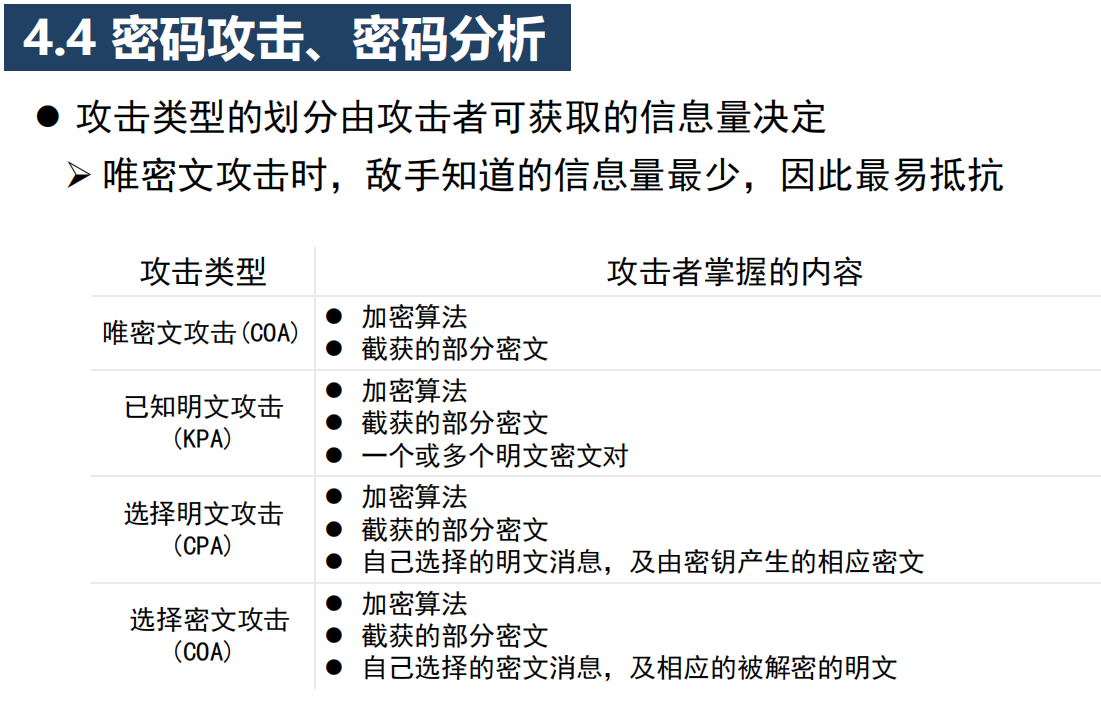 4.4 密码攻击、密码分析
● 攻击类型的划分由攻击者可获取的信息量决定
➢ 唯密文攻击时，敌手知道的信息量最少，因此最易抵抗
攻击类型 攻击者掌握的内容
唯密文攻击(COA)
● 加密算法
● 截获的部分密文
已知明文攻击
(KPA)
● 加密算法
● 截获的部分密文
● 一个或多个明文密文对
选择明文攻击
(CPA)
● 加密算法
● 截获的部分密文
● 自己选择的明文消息，及由密钥产生的相应密文
选择密文攻击
(COA)
● 加密算法
● 截获的部分密文
● 自己选择的密文消息，及相应的被解密的明文